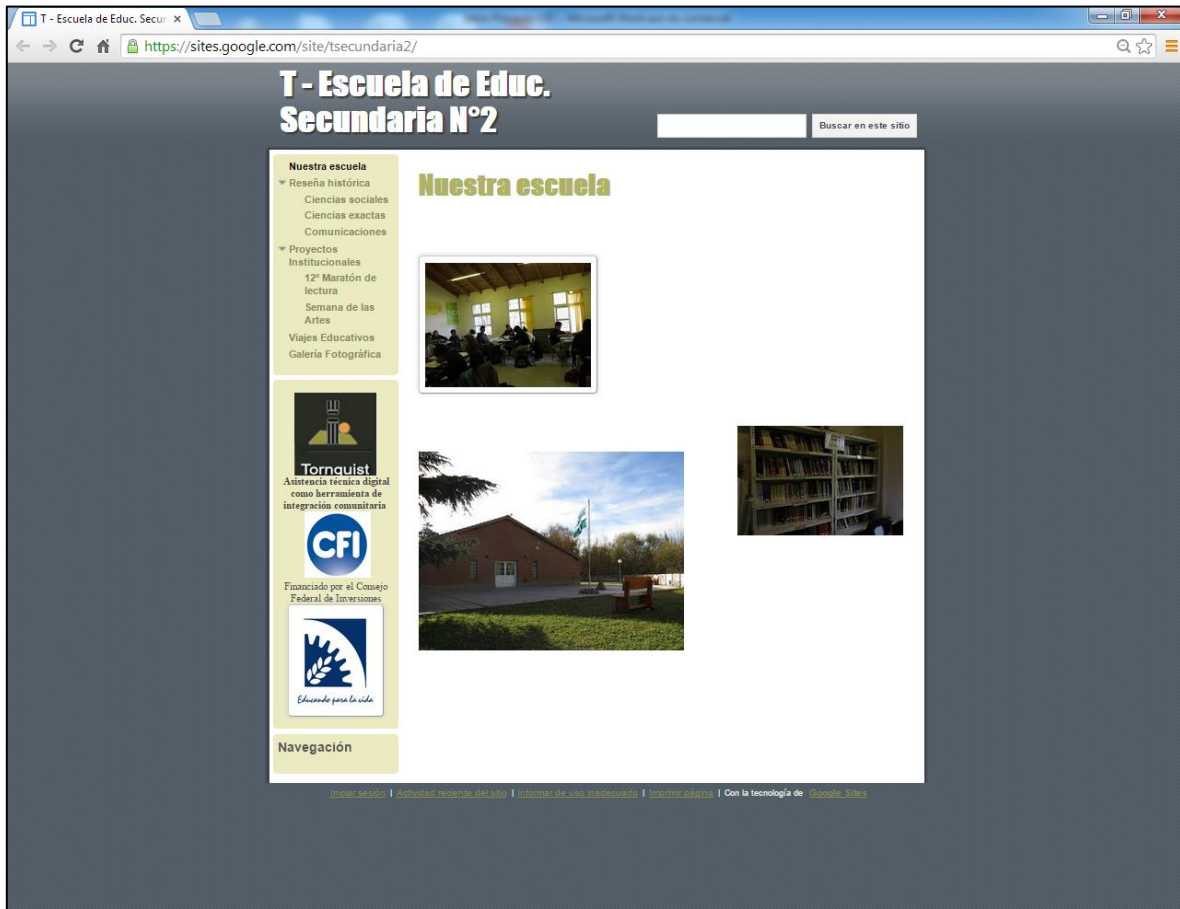 T - Escuela de Educ. Secur
https://sites.google.com/site/tsecundaria2/
T - Escuela de Educ.
Secundaria N°2
Buscar en este sitio
Nuestra escuela
Reseña histórica
Ciencias sociales
Ciencias exactas
Comunicaciones
Proyectos
Institucionales
12º Maratón de
lectura
Semana de las
Artes
Viajes Educativos
Galería Fotográfica
Tornquist
Asistencia técnica digital
como herramienta de
integración comunitaria
CFI
Financiado por el Consejo
Federal de Inversiones
Educando para la vida
Navegación
Nuestra escuela
Iniciar sesión | Actividad reciente del sitio | Informar de uso inadecuado | Imprimir página | Con la tecnología de Google Sites